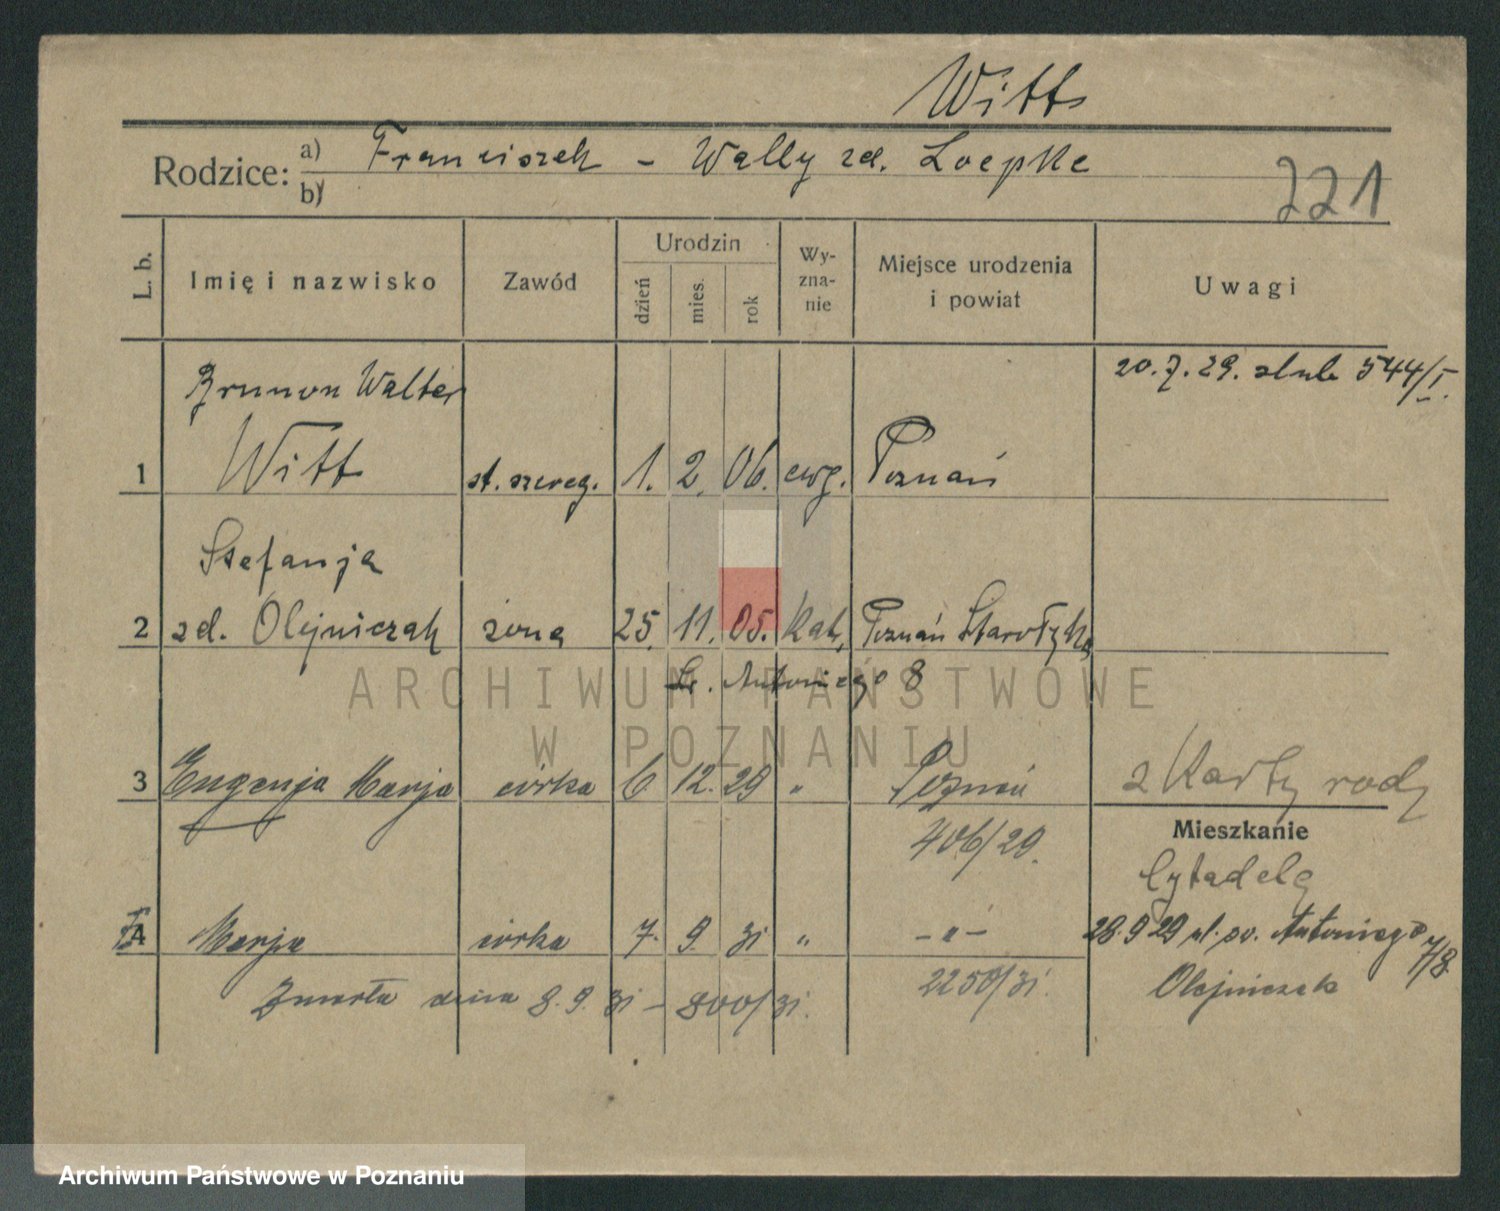 Witt
Rodzice: a) Franciszek - Wally zd. Loepke
b)
221
L. b.
Imię i nazwisko
Zawód
Urodzin
dzień
mies.
rok
Wy-
zna-
nie
Miejsce urodzenia
i powiat
Uwagi
20.7.29. slub 544/I.
Brunon Walter
1 Witt st. szereg. 1. 2. 06. ewg. Poznań
Stefanja
2 zd. Olejniczak żona 25. 11. 05. Kat. Poznań Starołęka
Św. Antoniego 8
ARCHIWUM PAŃSTWOWE
W POZNANIU
3 Eugenja Marja córka 6 12. 29 " Poznań
z Karty rodz
406/29.
Mieszkanie
Cytadela
4 Marja córka 7. 9. 31 " -"-
28.9 29 ul. św. Antoniego 7/8.
Zmarła dnia 8.9.31 - 800/31.
2250/31.
Olejniczak
Archiwum Państwowe w Poznaniu